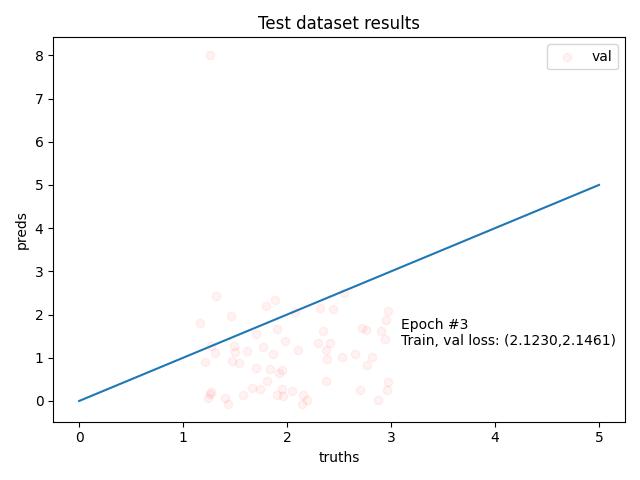 Test dataset results
val
8
7
6
5
4
3
2
1
0
preds
Epoch #3
Train, val loss: (2.1230,2.1461)
0 1 2 3 4 5
truths